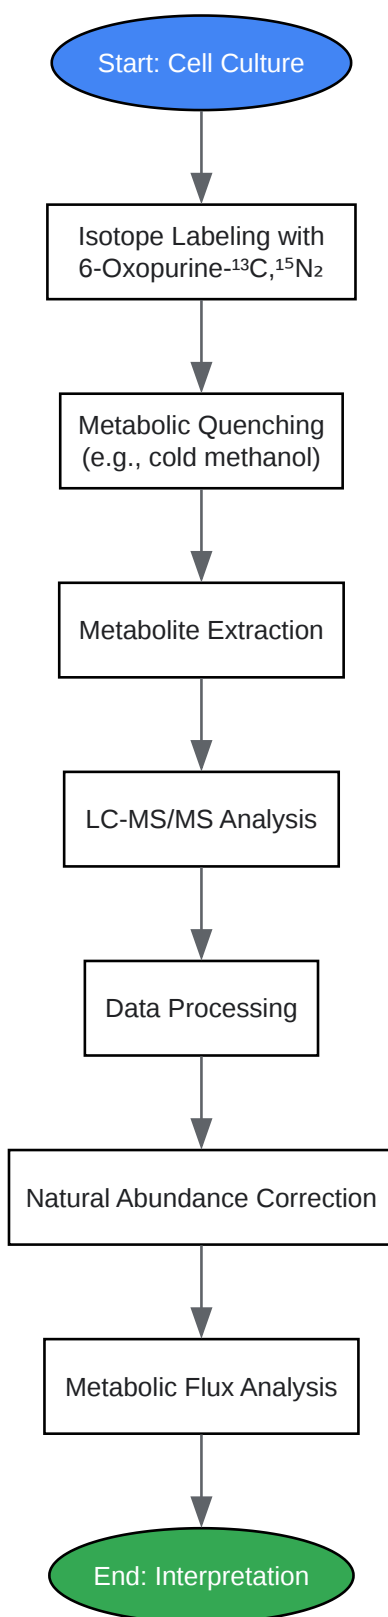 Start: Cell Culture
Isotope Labeling with
6-Oxopurine-¹³C,¹⁵N₂
Metabolic Quenching
(e.g., cold methanol)
Metabolite Extraction
LC-MS/MS Analysis
Data Processing
Natural Abundance Correction
Metabolic Flux Analysis
End: Interpretation